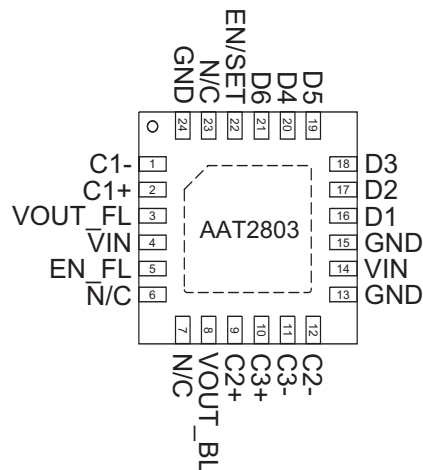 GND
N/C
EN/SET
D6
D4
D5
24
23
22
21
20
19
C1-
1
C1+
2
VOUT_FL
3
VIN
4
EN_FL
5
N/C
6
AAT2803
18
D3
17
D2
16
D1
15
GND
14
VIN
13
GND
7
8
9
10
11
12
N/C
VOUT_BL
C2+
C3+
C3-
C2-